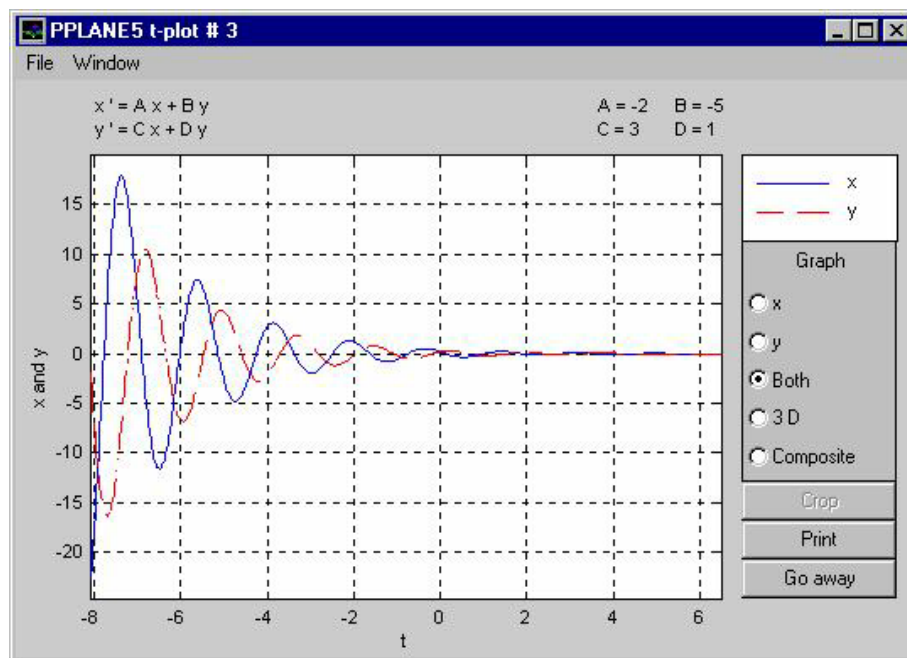 PPLANE5 t-plot # 3
File Window
x ' = A x + B y
y ' = C x + D y
A = -2 B = -5
C = 3 D = 1
x
y
Graph
x
y
Both
3 D
Composite
Crop
Print
Go away
x and y
15
10
5
0
-5
-10
-15
-20
-8 -6 -4 -2 0 2 4 6
t